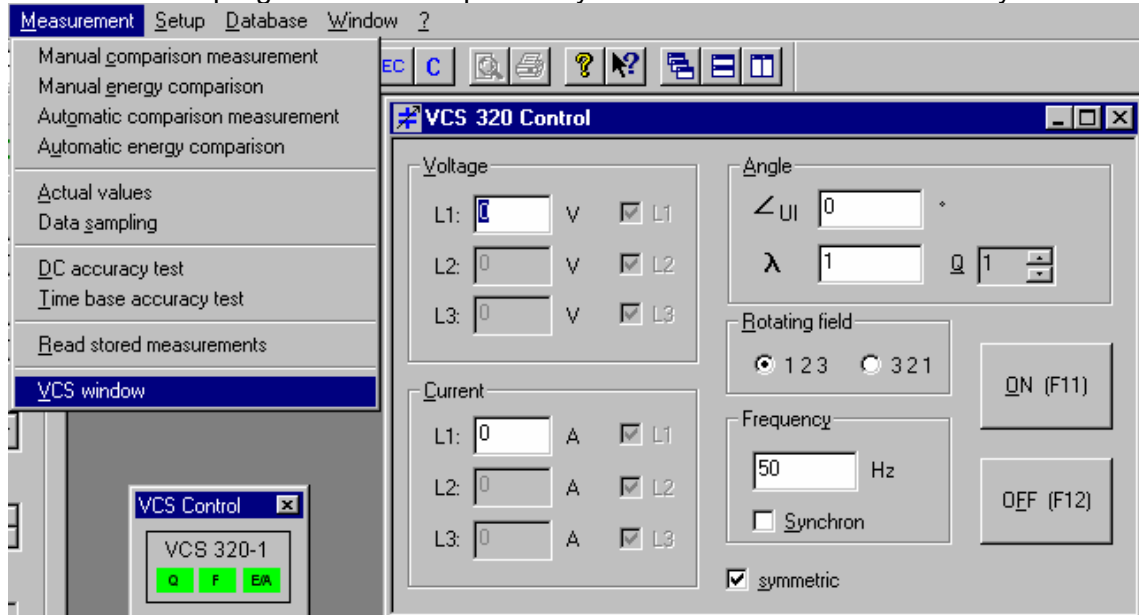 Measurement Setup Database Window ?
Manual comparison measurement
Manual energy comparison
Automatic comparison measurement
Automatic energy comparison
Actual values
Data sampling
DC accuracy test
Time base accuracy test
Read stored measurements
VCS window
EC C
VCS 320 Control
Voltage
L1: 0 V L1
L2: 0 V L2
L3: 0 V L3
Current
L1: 0 A L1
L2: 0 A L2
L3: 0 A L3
Angle
∠UI 0 °
λ 1 Q 1
Rotating field
1 2 3 3 2 1
Frequency
50 Hz
Synchron
symmetric
ON (F11)
OFF (F12)
VCS Control
VCS 320-1
Q F E/A